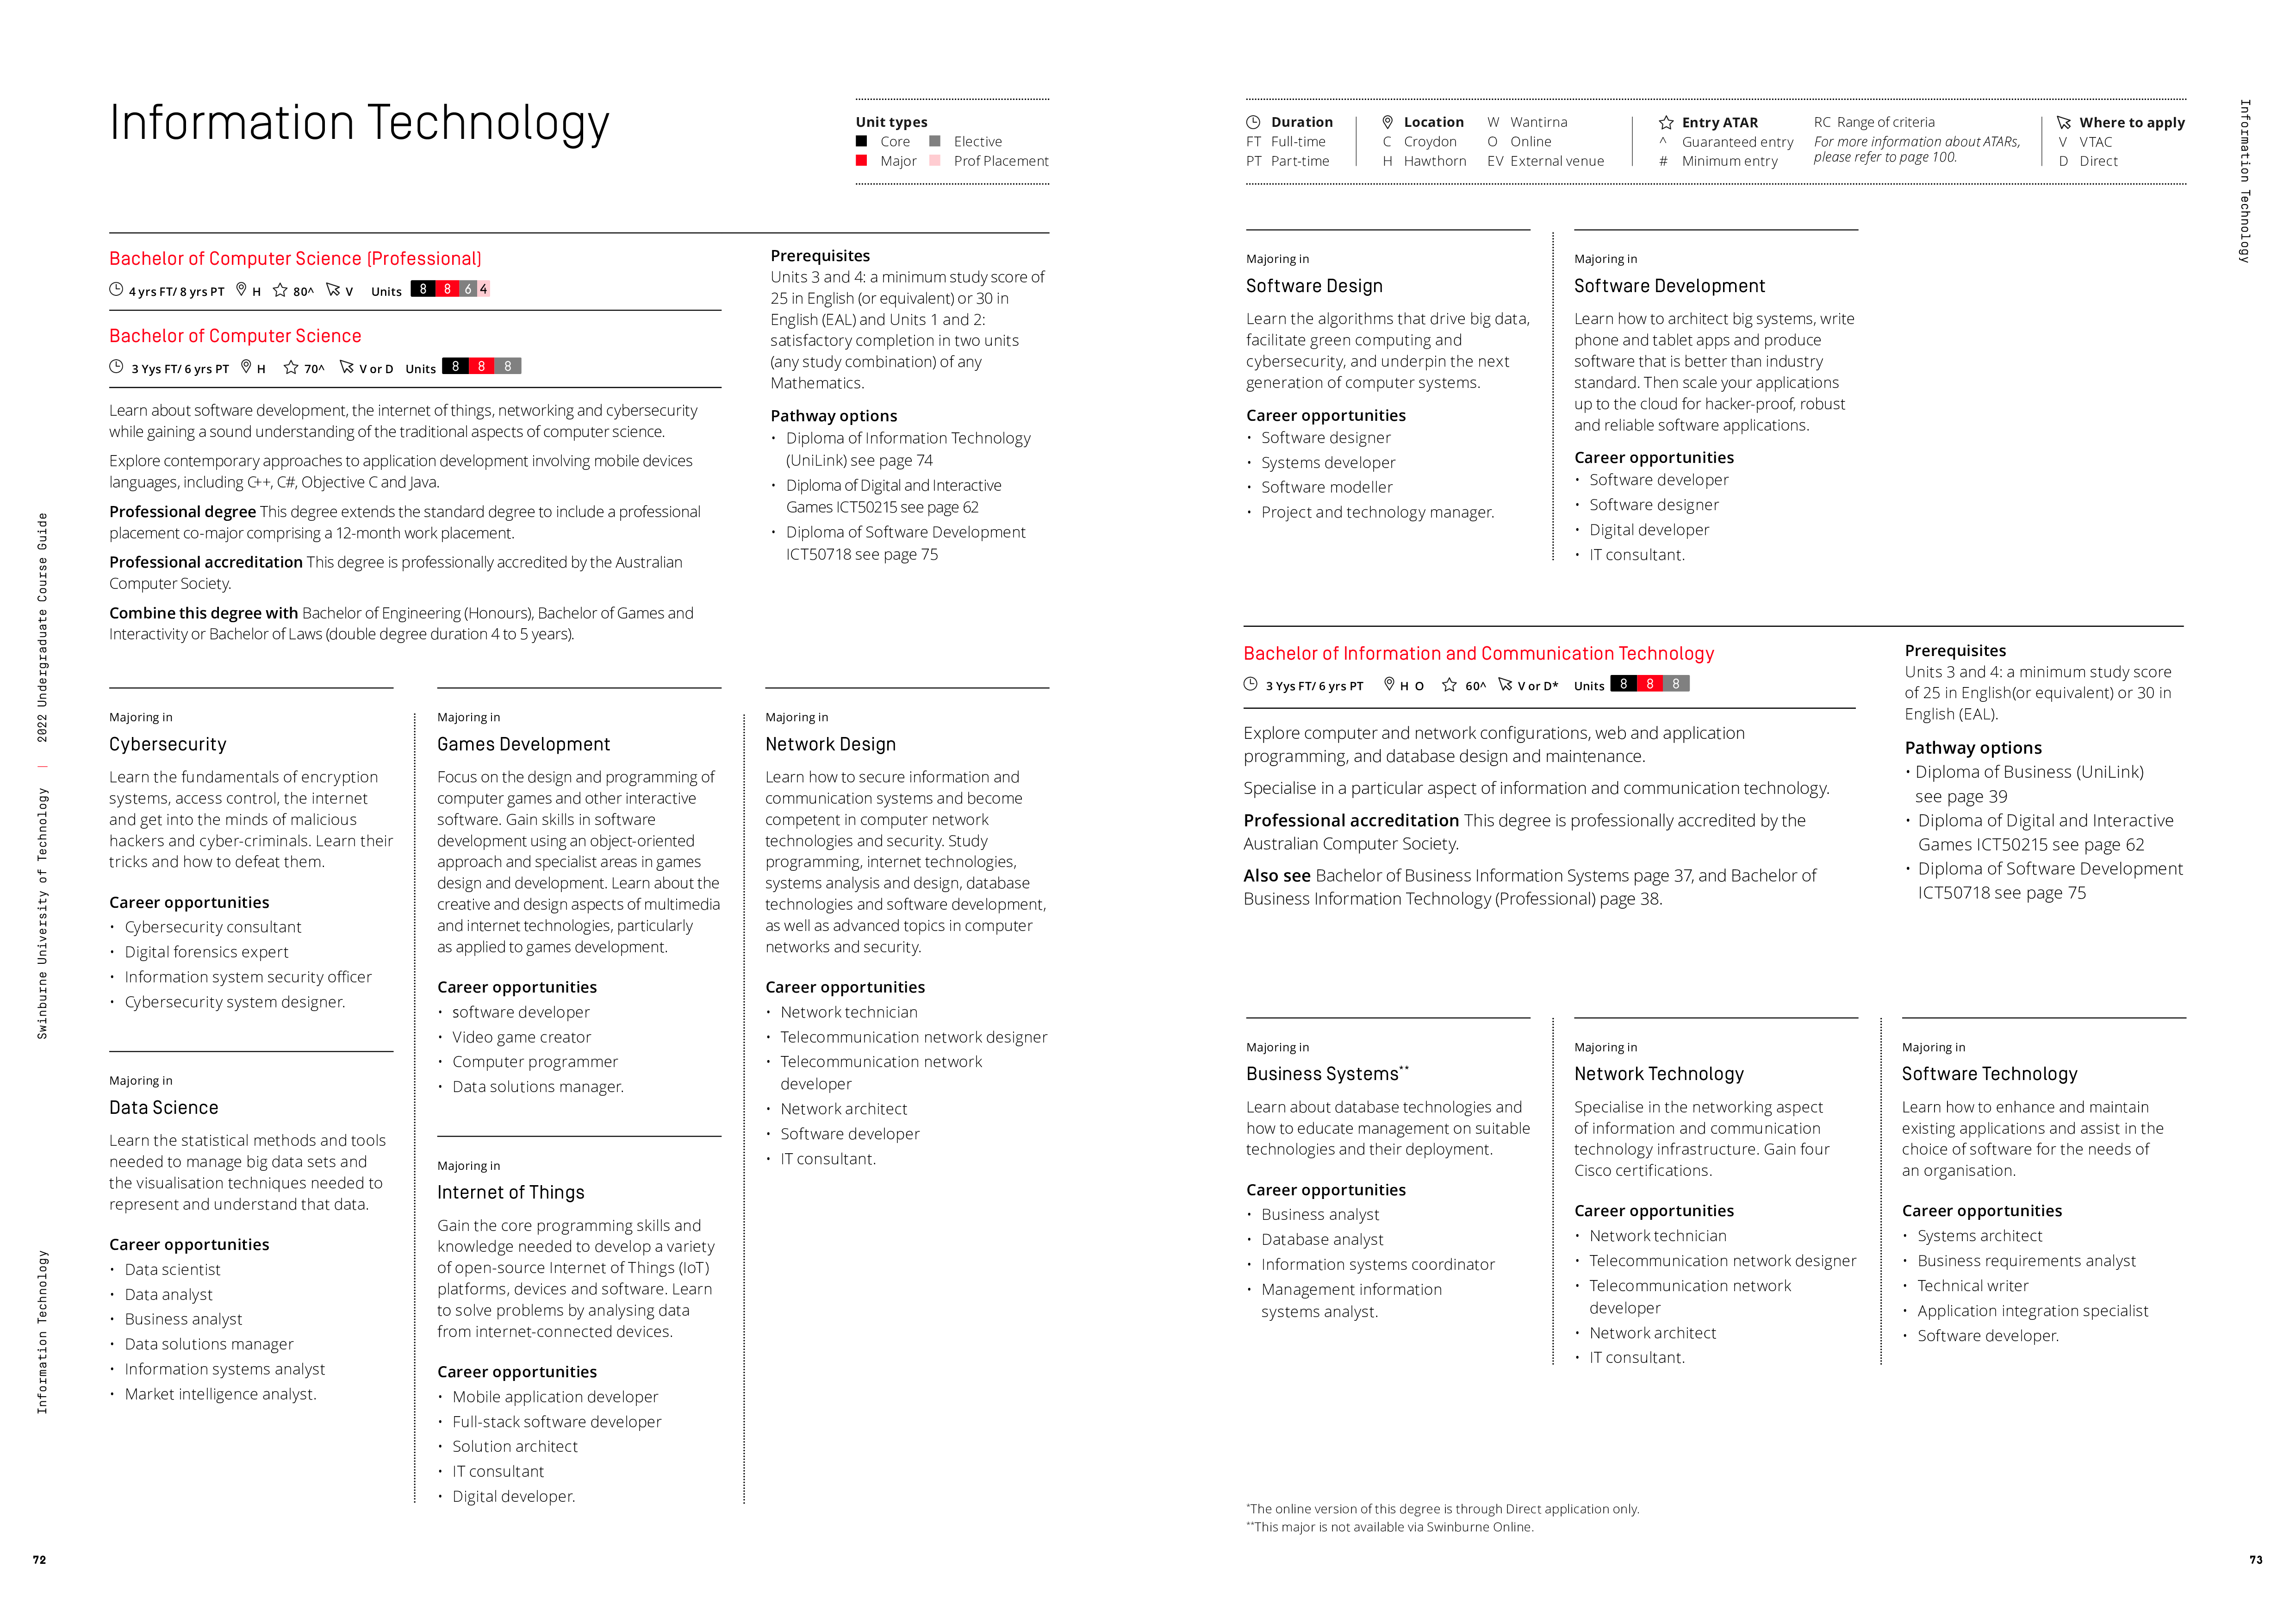 Information Technology
Unit types
Core Elective
Major Prof Placement
Bachelor of Computer Science (Professional)
4 yrs FT/ 8 yrs PT H 80^ V Units 8 8 6 4
Bachelor of Computer Science
3 Yys FT/ 6 yrs PT H 70^ V or D Units 8 8 8
Learn about software development, the internet of things, networking and cybersecurity
while gaining a sound understanding of the traditional aspects of computer science.
Explore contemporary approaches to application development involving mobile devices
languages, including C++, C#, Objective C and Java.
Professional degree This degree extends the standard degree to include a professional
placement co-major comprising a 12-month work placement.
Professional accreditation This degree is professionally accredited by the Australian
Computer Society.
Combine this degree with Bachelor of Engineering (Honours), Bachelor of Games and
Interactivity or Bachelor of Laws (double degree duration 4 to 5 years).
Prerequisites
Units 3 and 4: a minimum study score of
25 in English (or equivalent) or 30 in
English (EAL) and Units 1 and 2:
satisfactory completion in two units
(any study combination) of any
Mathematics.
Pathway options
• Diploma of Information Technology
(UniLink) see page 74
• Diploma of Digital and Interactive
Games ICT50215 see page 62
• Diploma of Software Development
ICT50718 see page 75
Majoring in
Cybersecurity
Learn the fundamentals of encryption
systems, access control, the internet
and get into the minds of malicious
hackers and cyber-criminals. Learn their
tricks and how to defeat them.
Career opportunities
• Cybersecurity consultant
• Digital forensics expert
• Information system security officer
• Cybersecurity system designer.
Majoring in
Data Science
Learn the statistical methods and tools
needed to manage big data sets and
the visualisation techniques needed to
represent and understand that data.
Career opportunities
• Data scientist
• Data analyst
• Business analyst
• Data solutions manager
• Information systems analyst
• Market intelligence analyst.
Majoring in
Games Development
Focus on the design and programming of
computer games and other interactive
software. Gain skills in software
development using an object-oriented
approach and specialist areas in games
design and development. Learn about the
creative and design aspects of multimedia
and internet technologies, particularly
as applied to games development.
Career opportunities
• software developer
• Video game creator
• Computer programmer
• Data solutions manager.
Majoring in
Internet of Things
Gain the core programming skills and
knowledge needed to develop a variety
of open-source Internet of Things (IoT)
platforms, devices and software. Learn
to solve problems by analysing data
from internet-connected devices.
Career opportunities
• Mobile application developer
• Full-stack software developer
• Solution architect
• IT consultant
• Digital developer.
Majoring in
Network Design
Learn how to secure information and
communication systems and become
competent in computer network
technologies and security. Study
programming, internet technologies,
systems analysis and design, database
technologies and software development,
as well as advanced topics in computer
networks and security.
Career opportunities
• Network technician
• Telecommunication network designer
• Telecommunication network
developer
• Network architect
• Software developer
• IT consultant.
Swinburne University of Technology | 2022 Undergraduate Course Guide
Information Technology
72
Duration
FT Full-time
PT Part-time
Location
C Croydon
H Hawthorn
W Wantirna
O Online
EV External venue
Entry ATAR
^ Guaranteed entry
# Minimum entry
RC Range of criteria
For more information about ATARs,
please refer to page 100.
Where to apply
V VTAC
D Direct
Information Technology
Majoring in
Software Design
Learn the algorithms that drive big data,
facilitate green computing and
cybersecurity, and underpin the next
generation of computer systems.
Career opportunities
• Software designer
• Systems developer
• Software modeller
• Project and technology manager.
Majoring in
Software Development
Learn how to architect big systems, write
phone and tablet apps and produce
software that is better than industry
standard. Then scale your applications
up to the cloud for hacker-proof, robust
and reliable software applications.
Career opportunities
• Software developer
• Software designer
• Digital developer
• IT consultant.
Bachelor of Information and Communication Technology
3 Yys FT/ 6 yrs PT H O 60^ V or D* Units 8 8 8
Explore computer and network configurations, web and application
programming, and database design and maintenance.
Specialise in a particular aspect of information and communication technology.
Professional accreditation This degree is professionally accredited by the
Australian Computer Society.
Also see Bachelor of Business Information Systems page 37, and Bachelor of
Business Information Technology (Professional) page 38.
Prerequisites
Units 3 and 4: a minimum study score
of 25 in English(or equivalent) or 30 in
English (EAL).
Pathway options
• Diploma of Business (UniLink)
see page 39
• Diploma of Digital and Interactive
Games ICT50215 see page 62
• Diploma of Software Development
ICT50718 see page 75
Majoring in
Business Systems**
Learn about database technologies and
how to educate management on suitable
technologies and their deployment.
Career opportunities
• Business analyst
• Database analyst
• Information systems coordinator
• Management information
systems analyst.
Majoring in
Network Technology
Specialise in the networking aspect
of information and communication
technology infrastructure. Gain four
Cisco certifications.
Career opportunities
• Network technician
• Telecommunication network designer
• Telecommunication network
developer
• Network architect
• IT consultant.
Majoring in
Software Technology
Learn how to enhance and maintain
existing applications and assist in the
choice of software for the needs of
an organisation.
Career opportunities
• Systems architect
• Business requirements analyst
• Technical writer
• Application integration specialist
• Software developer.
*The online version of this degree is through Direct application only.
**This major is not available via Swinburne Online.
73